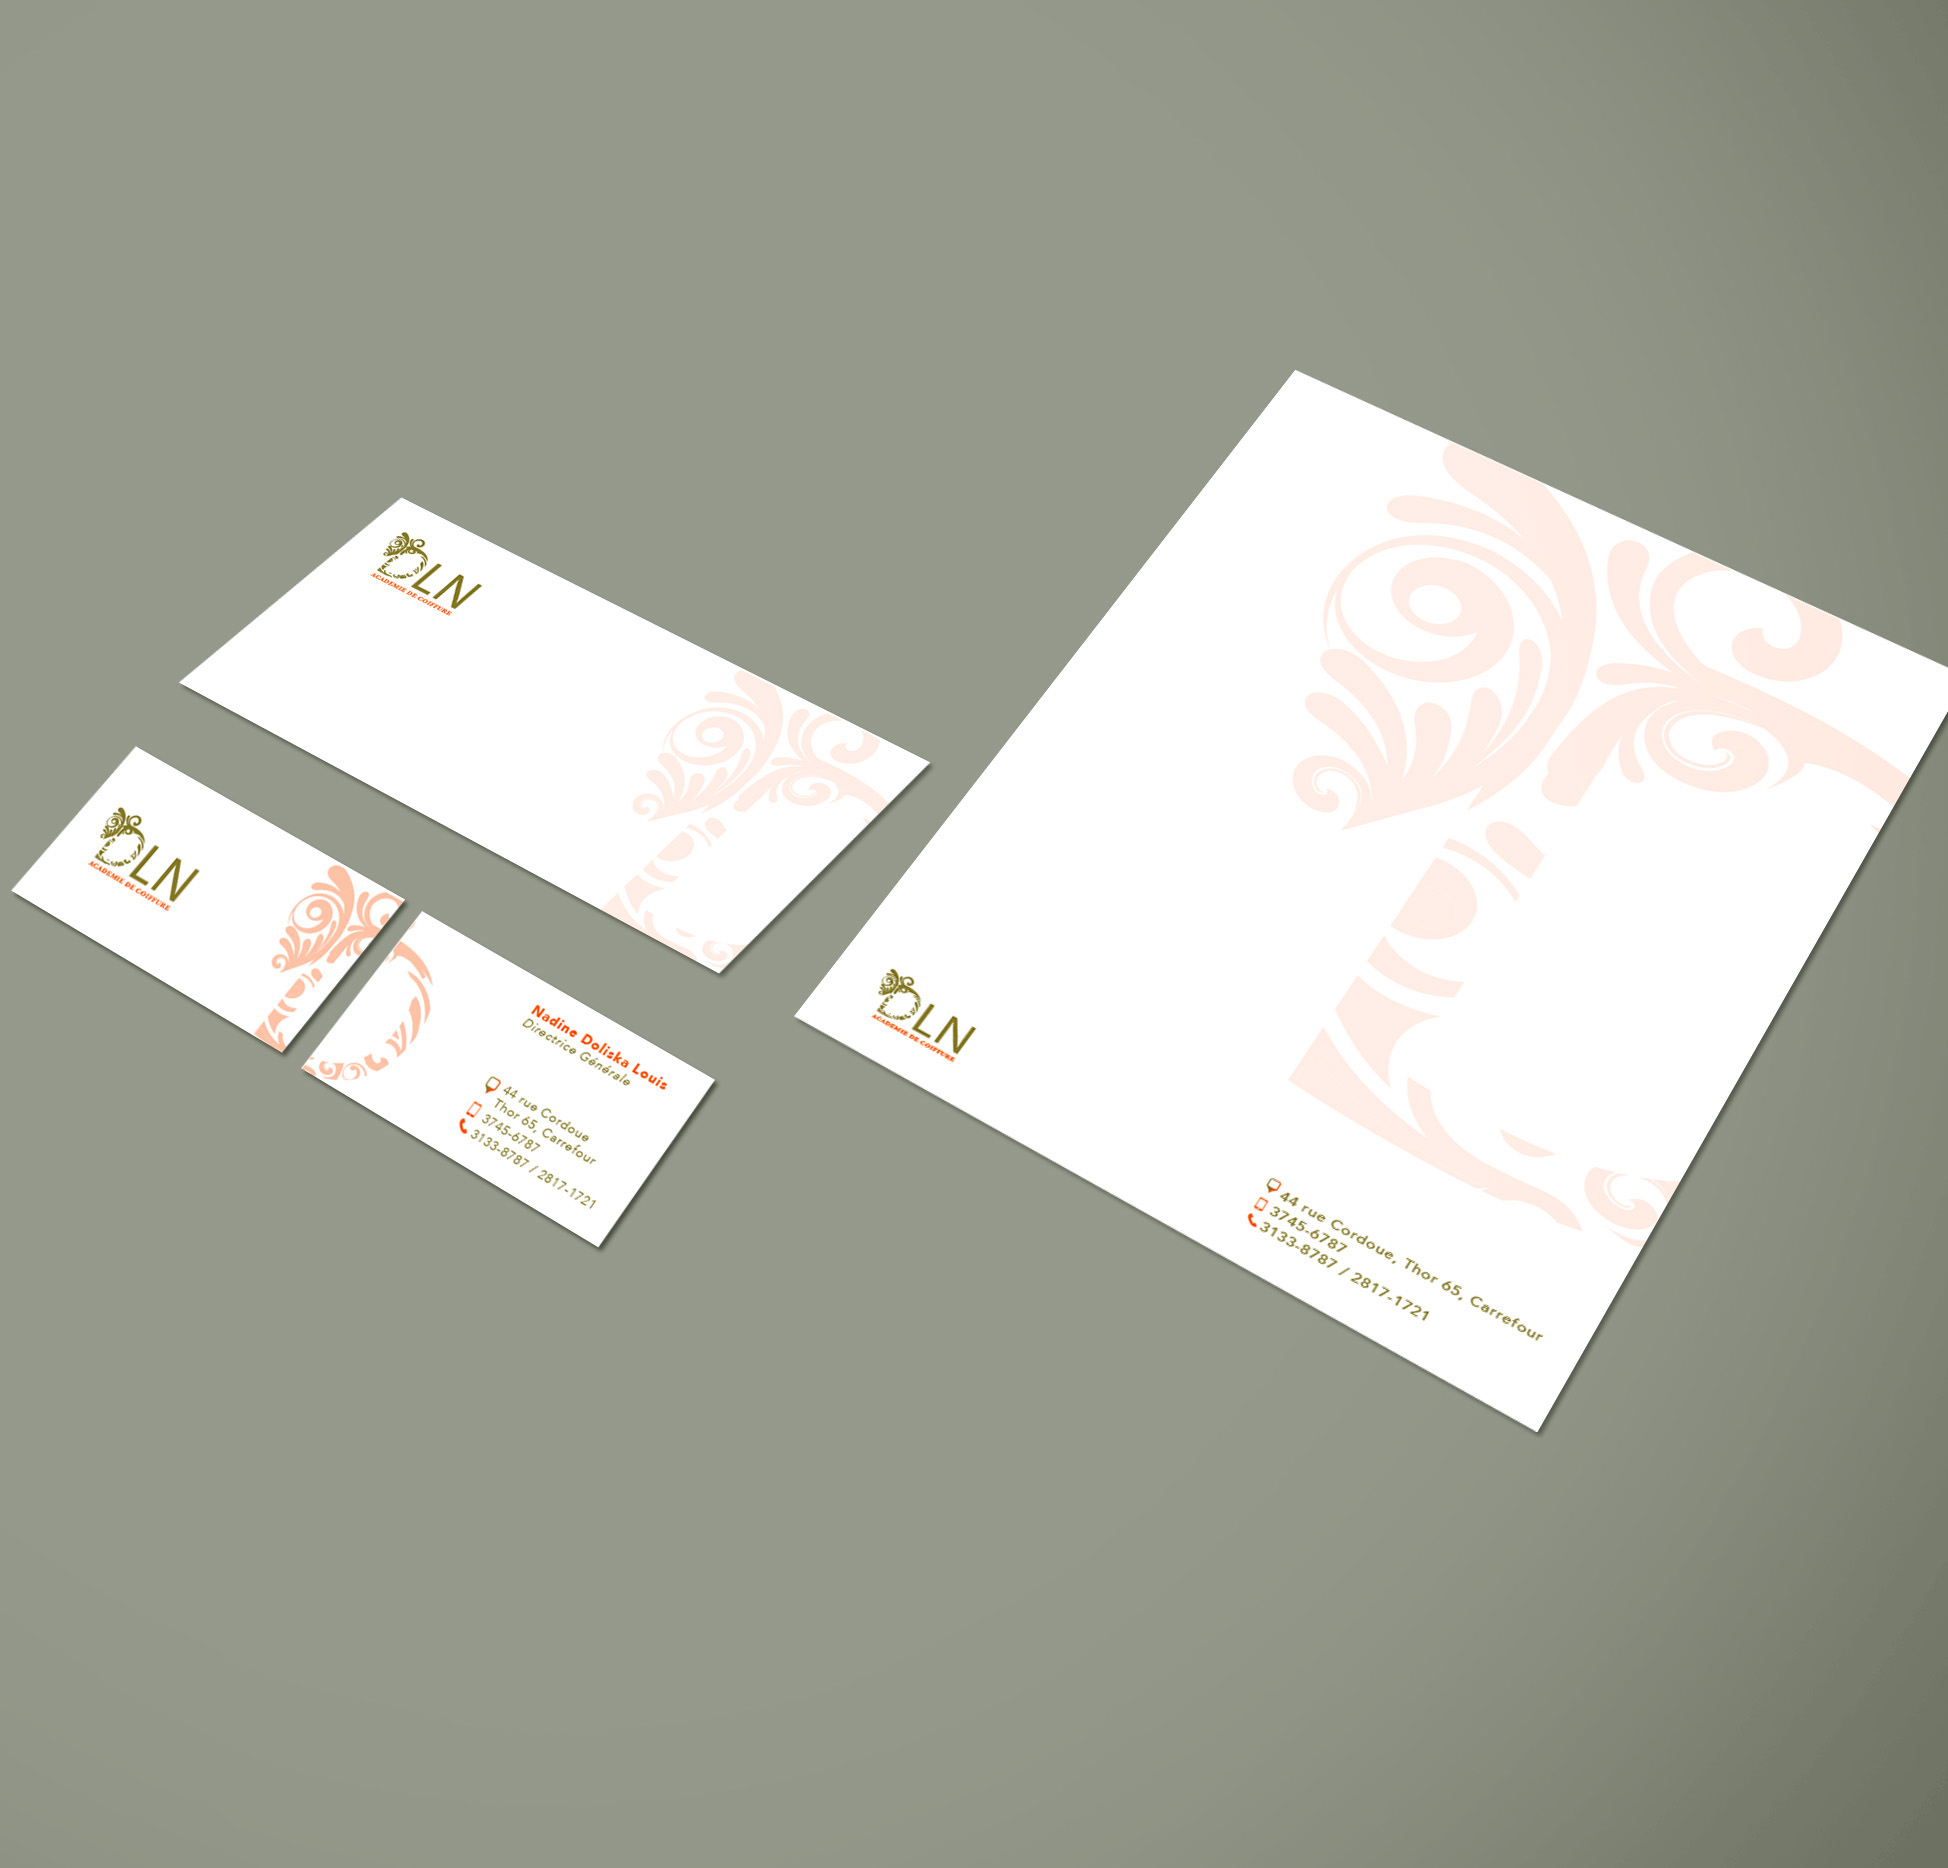 DLN
ACADEMIE DE COIFFURE
DLN
ACADEMIE DE COIFFURE
Nadine Doliska Louis
Directrice Générale
44 rue Cordoue
Thor 65, Carrefour
3745-6787
3133-8787 / 2817-1721
DLN
ACADEMIE DE COIFFURE
44 rue Cordoue, Thor 65, Carrefour
3745-6787
3133-8787 / 2817-1721